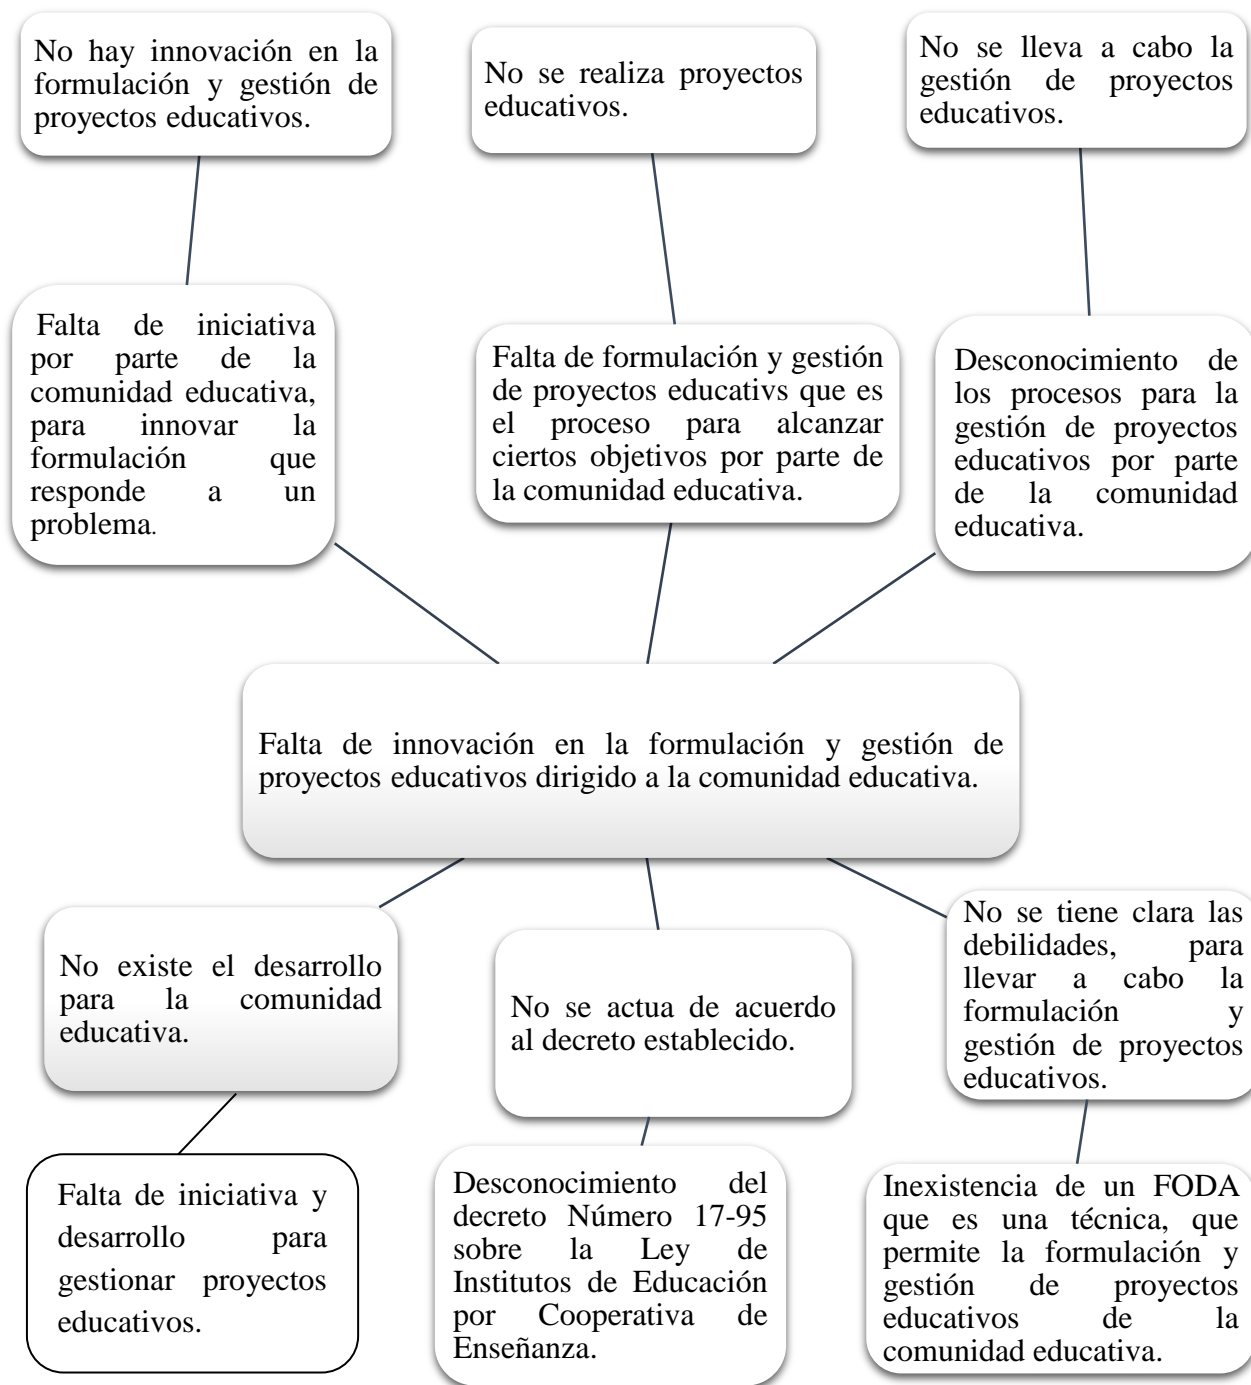 No hay innovación en la
formulación y gestión de
proyectos educativos.
No se realiza proyectos
educativos.
No se lleva a cabo la
gestión de proyectos
educativos.
Falta de iniciativa
por parte de la
comunidad educativa,
para innovar la
formulación que
responde a un
problema.
Falta de formulación y gestión
de proyectos educativs que es
el proceso para alcanzar
ciertos objetivos por parte de
la comunidad educativa.
Desconocimiento de
los procesos para la
gestión de proyectos
educativos por parte
de la comunidad
educativa.
Falta de innovación en la formulación y gestión de
proyectos educativos dirigido a la comunidad educativa.
No existe el desarrollo
para la comunidad
educativa.
No se actua de acuerdo
al decreto establecido.
No se tiene clara las
debilidades, para
llevar a cabo la
formulación y
gestión de proyectos
educativos.
Falta de iniciativa y
desarrollo para
gestionar proyectos
educativos.
Desconocimiento del
decreto Número 17-95
sobre la Ley de
Institutos de Educación
por Cooperativa de
Enseñanza.
Inexistencia de un FODA
que es una técnica, que
permite la formulación y
gestión de proyectos
educativos de la
comunidad educativa.